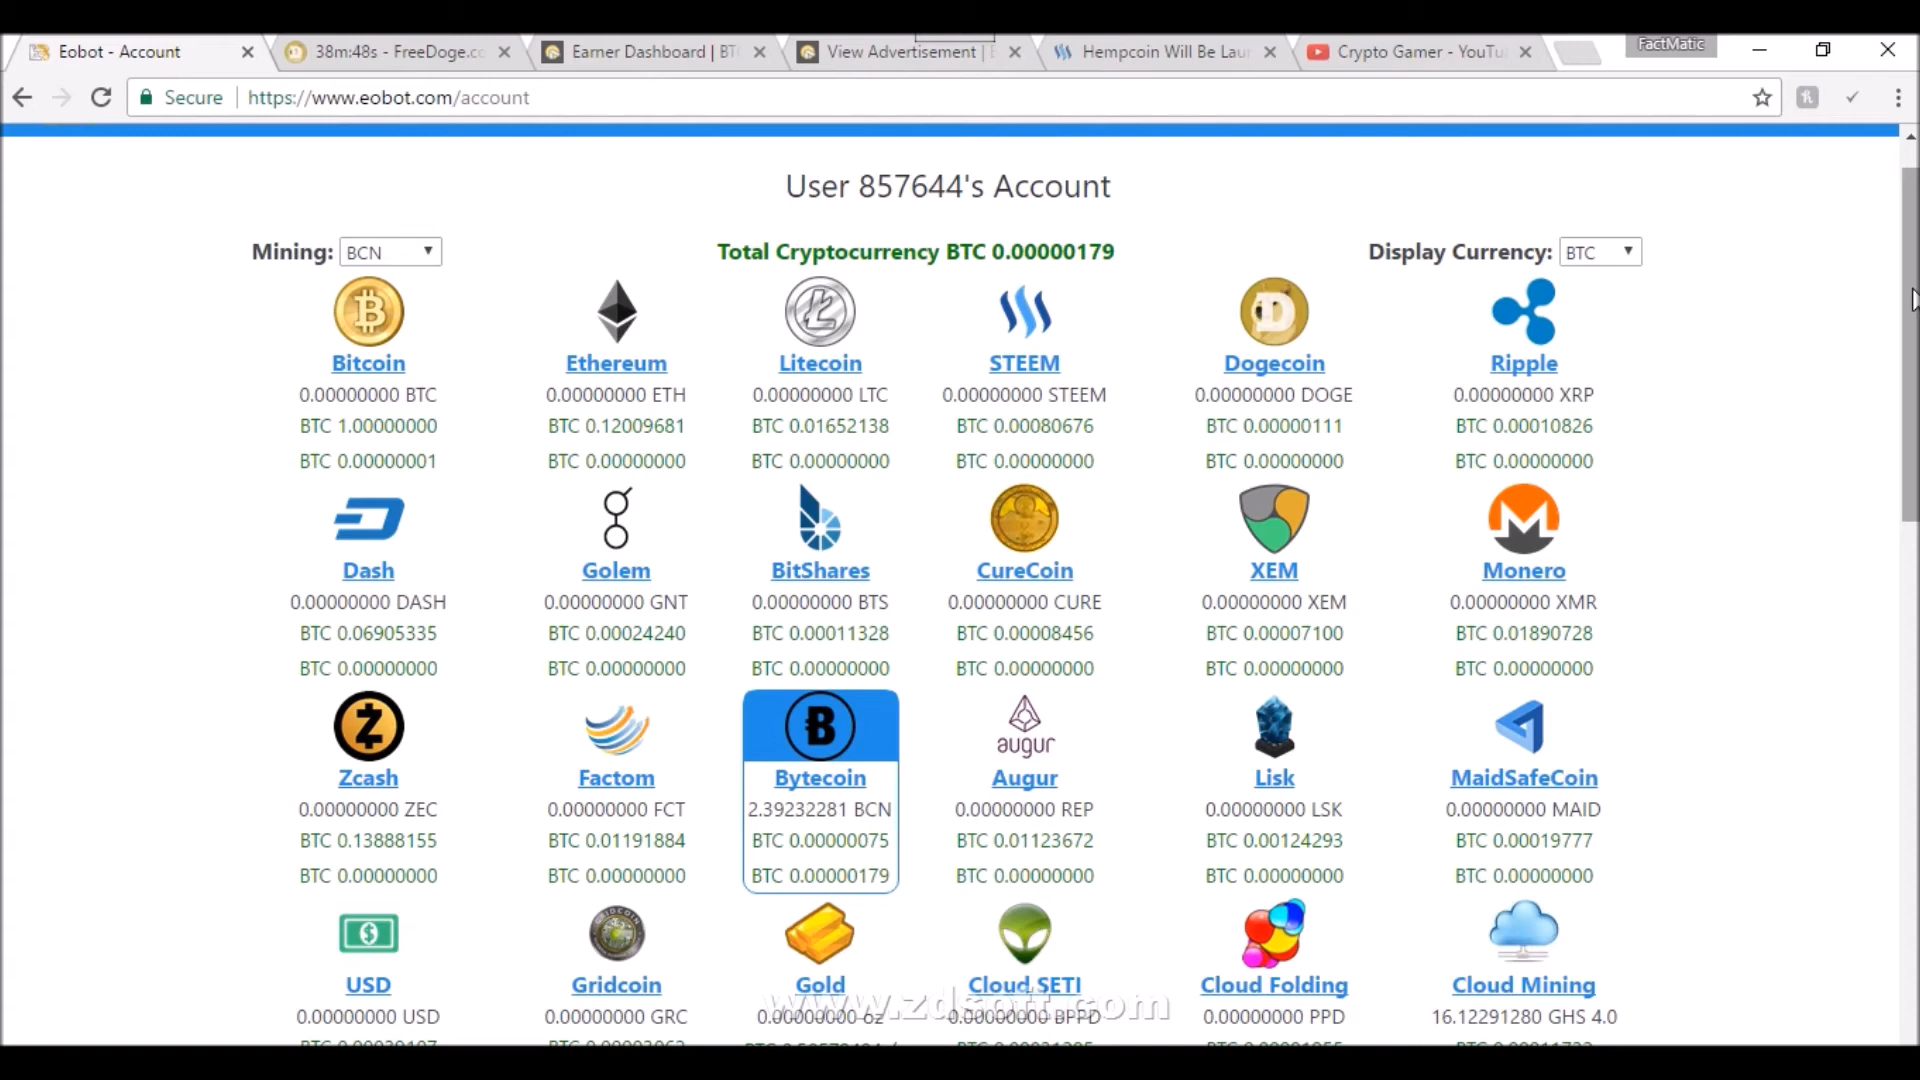 Eobot - Account
38m:48s - FreeDoge.co
Earner Dashboard | BT
View Advertisement |
Hempcoin Will Be Lau
Crypto Gamer - YouTu
FactMatic
Secure
https://www.eobot.com/account
User 857644's Account
Mining: BCN
Total Cryptocurrency BTC 0.00000179
Display Currency: BTC
Bitcoin Ethereum Litecoin STEEM Dogecoin Ripple
0.00000000 BTC 0.00000000 ETH 0.00000000 LTC 0.00000000 STEEM 0.00000000 DOGE 0.00000000 XRP
BTC 1.00000000 BTC 0.12009681 BTC 0.01652138 BTC 0.00080676 BTC 0.00000111 BTC 0.00010826
BTC 0.00000001 BTC 0.00000000 BTC 0.00000000 BTC 0.00000000 BTC 0.00000000 BTC 0.00000000
Dash Golem BitShares CureCoin XEM Monero
0.00000000 DASH 0.00000000 GNT 0.00000000 BTS 0.00000000 CURE 0.00000000 XEM 0.00000000 XMR
BTC 0.06905335 BTC 0.00024240 BTC 0.00011328 BTC 0.00008456 BTC 0.00007100 BTC 0.01890728
BTC 0.00000000 BTC 0.00000000 BTC 0.00000000 BTC 0.00000000 BTC 0.00000000 BTC 0.00000000
augur
Zcash Factom Bytecoin Augur Lisk MaidSafeCoin
0.00000000 ZEC 0.00000000 FCT 2.39232281 BCN 0.00000000 REP 0.00000000 LSK 0.00000000 MAID
BTC 0.13888155 BTC 0.01191884 BTC 0.00000075 BTC 0.01123672 BTC 0.00124293 BTC 0.00019777
BTC 0.00000000 BTC 0.00000000 BTC 0.00000179 BTC 0.00000000 BTC 0.00000000 BTC 0.00000000
GRIDCOIN
USD Gridcoin Gold Cloud SETI Cloud Folding Cloud Mining
www.zdsoft.com
0.00000000 USD 0.00000000 GRC 0.00000000 oz 0.00000000 BPPD 0.00000000 PPD 16.12291280 GHS 4.0